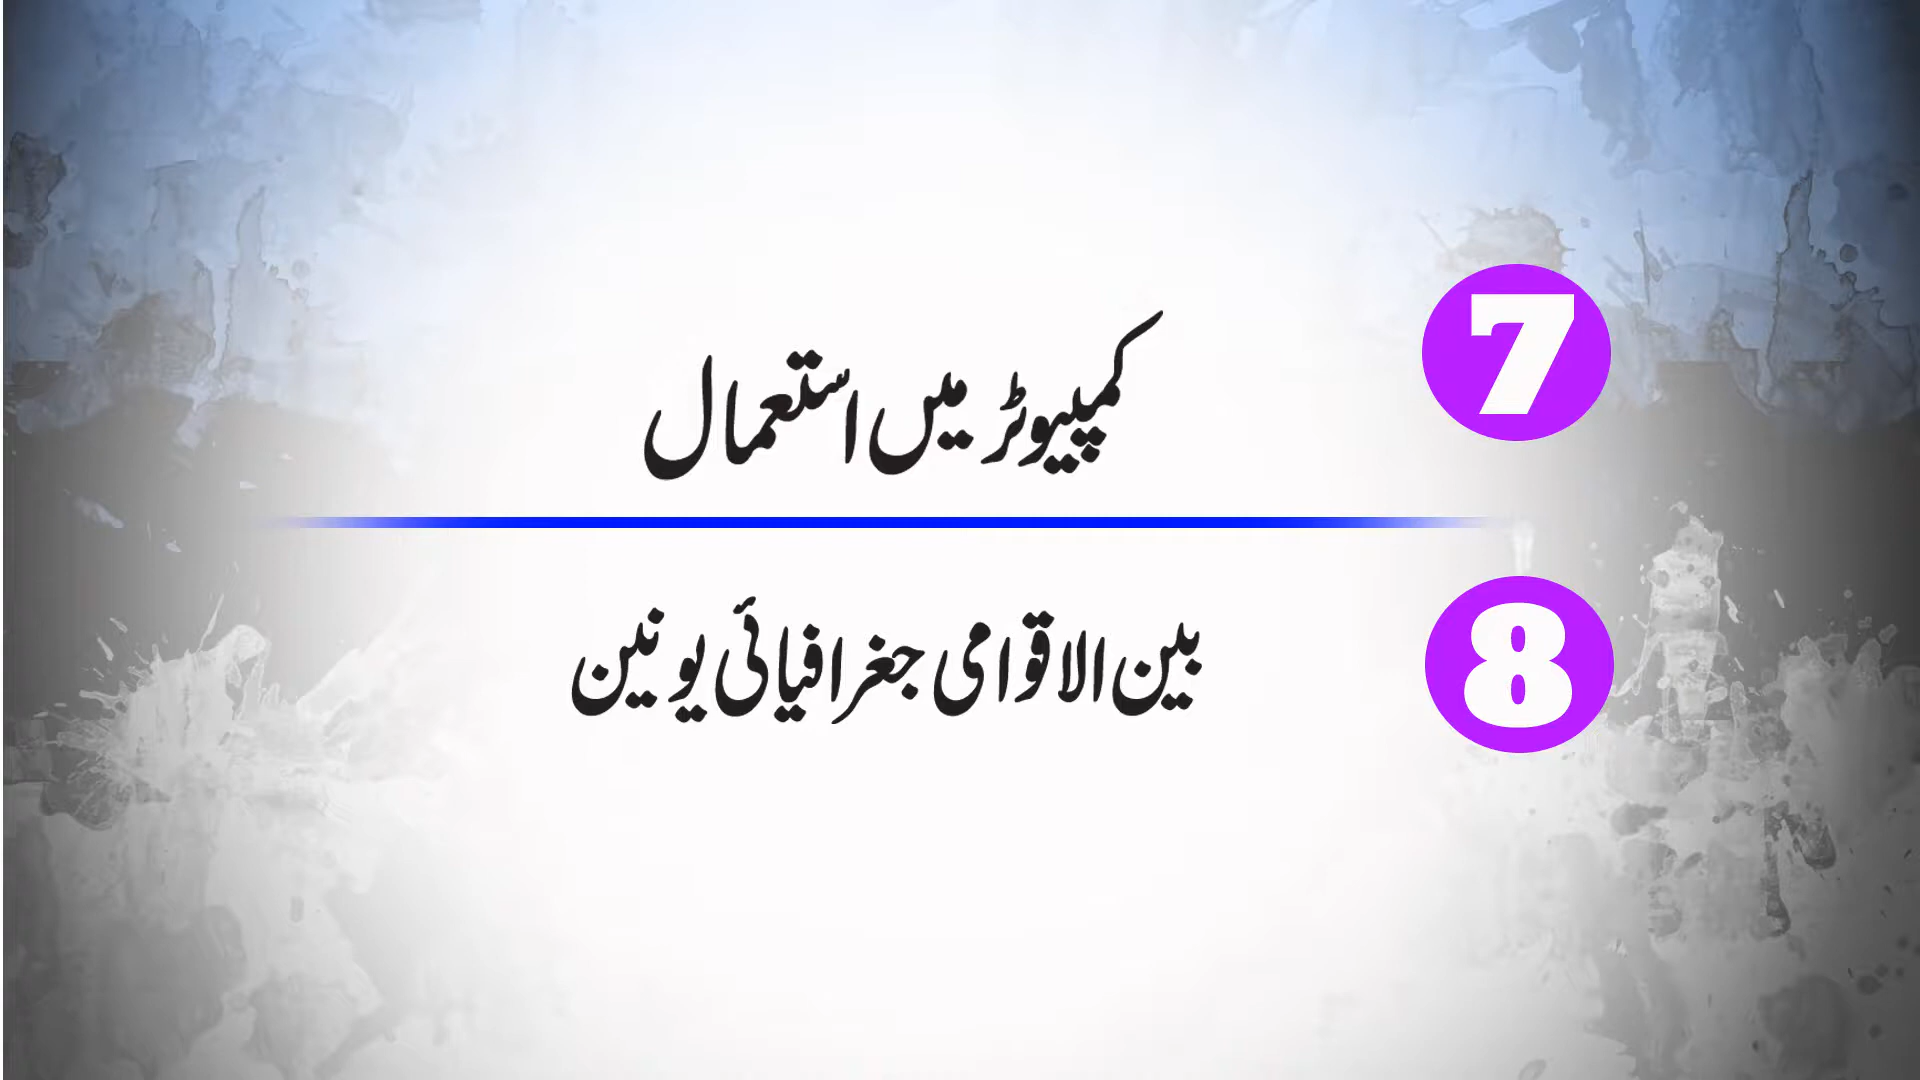 7 کمپیوٹر میں استعمال
8 بین الاقوامی جغرافیائی یونین